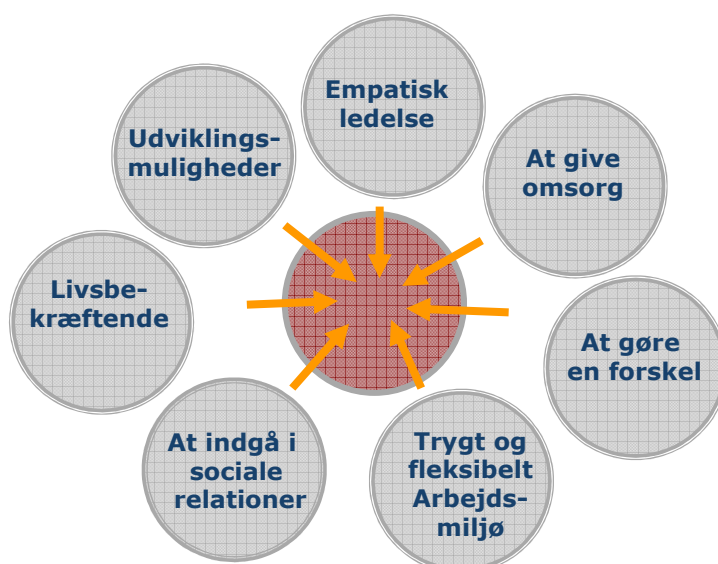 Empatisk
ledelse
At give
omsorg
At gøre
en forskel
Trygt og
fleksibelt
Arbejds-
miljø
At indgå i
sociale
relationer
Livsbe-
kræftende
Udviklings-
muligheder